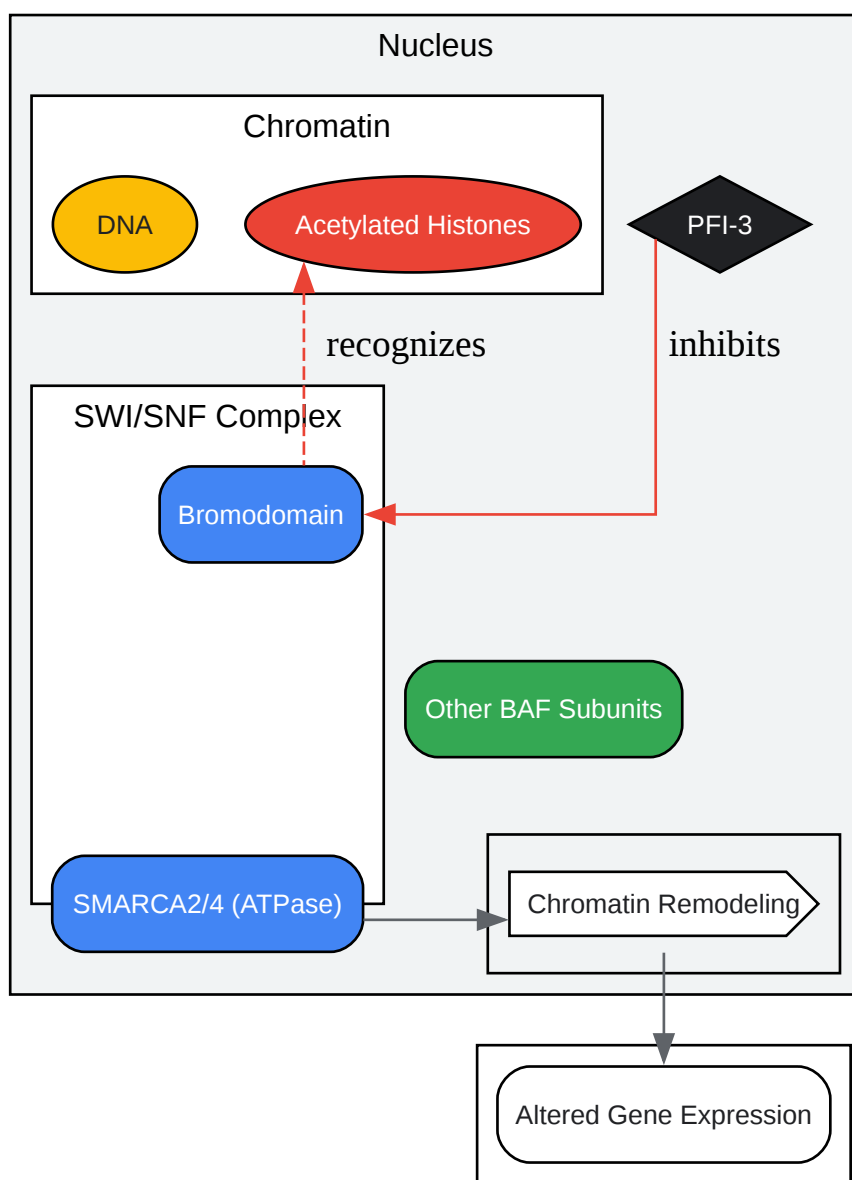 Nucleus
Chromatin
DNA
Acetylated Histones
PFI-3
recognizes
inhibits
SWI/SNF Complex
Bromodomain
Other BAF Subunits
SMARCA2/4 (ATPase)
Chromatin Remodeling
Altered Gene Expression